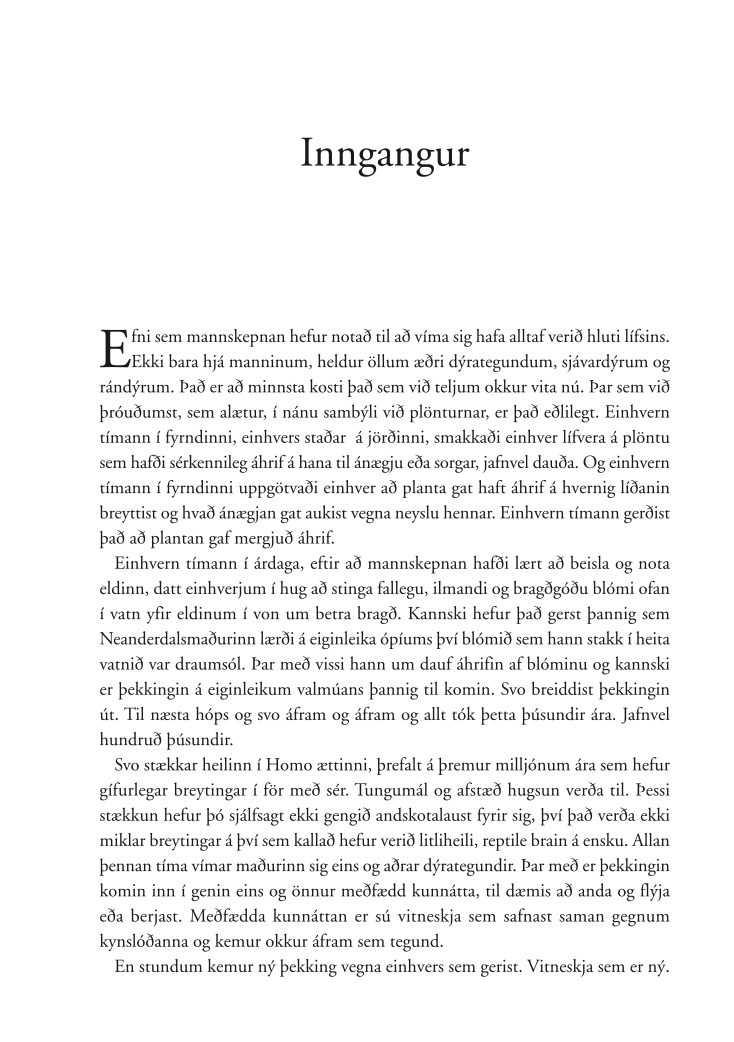 Inngangur
Efni sem mannskepnan hefur notað til að víma sig hafa alltaf verið hluti lífsins.
Ekki bara hjá manninum, heldur öllum æðri dýrategundum, sjávardýrum og
rándýrum. Það er að minnsta kosti það sem við teljum okkur vita nú. Þar sem við
þróuðumst, sem alætur, í nánu sambýli við plönturnar, er það eðlilegt. Einhvern
tímann í fyrndinni, einhvers staðar  á jörðinni, smakkaði einhver lífvera á plöntu
sem hafði sérkennileg áhrif á hana til ánægju eða sorgar, jafnvel dauða. Og einhvern
tímann í fyrndinni uppgötvaði einhver að planta gat haft áhrif á hvernig líðanin
breyttist og hvað ánægjan gat aukist vegna neyslu hennar. Einhvern tímann gerðist
það að plantan gaf mergjuð áhrif.
Einhvern tímann í árdaga, eftir að mannskepnan hafði lært að beisla og nota
eldinn, datt einhverjum í hug að stinga fallegu, ilmandi og bragðgóðu blómi ofan
í vatn yfir eldinum í von um betra bragð. Kannski hefur það gerst þannig sem
Neanderdalsmaðurinn lærði á eiginleika ópíums því blómið sem hann stakk í heita
vatnið var draumsól. Þar með vissi hann um dauf áhrifin af blóminu og kannski
er þekkingin á eiginleikum valmúans þannig til komin. Svo breiddist þekkingin
út. Til næsta hóps og svo áfram og áfram og allt tók þetta þúsundir ára. Jafnvel
hundruð þúsundir.
Svo stækkar heilinn í Homo ættinni, þrefalt á þremur milljónum ára sem hefur
gífurlegar breytingar í för með sér. Tungumál og afstæð hugsun verða til. Þessi
stækkun hefur þó sjálfsagt ekki gengið andskotalaust fyrir sig, því það verða ekki
miklar breytingar á því sem kallað hefur verið litliheili, reptile brain á ensku. Allan
þennan tíma vímar maðurinn sig eins og aðrar dýrategundir. Þar með er þekkingin
komin inn í genin eins og önnur meðfædd kunnátta, til dæmis að anda og flýja
eða berjast. Meðfædda kunnáttan er sú vitneskja sem safnast saman gegnum
kynslóðanna og kemur okkur áfram sem tegund.
En stundum kemur ný þekking vegna einhvers sem gerist. Vitneskja sem er ný.